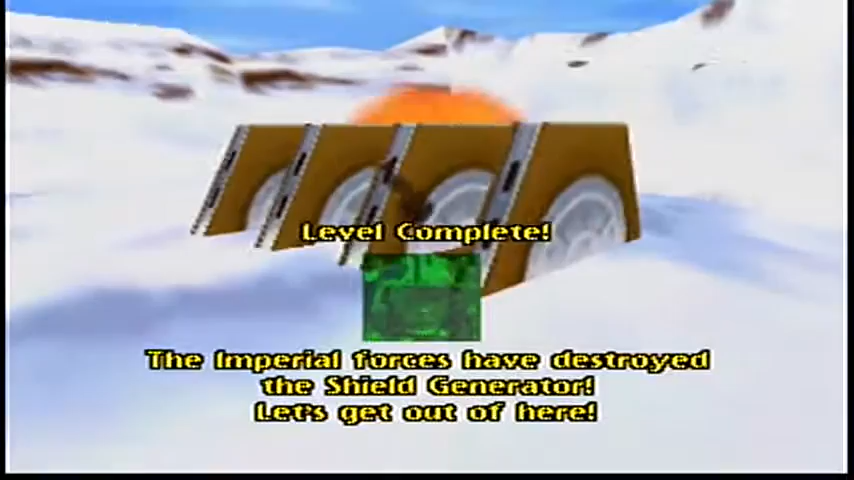 Level Complete!
The Imperial forces have destroyed
the Shield Generator!
Let's get out of here!